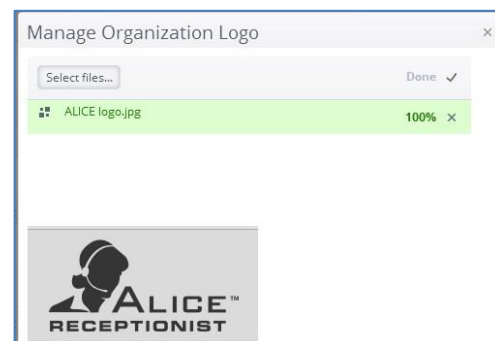 Manage Organization Logo ×
Select files... Done ✓
ALICE logo.jpg 100% ×
ALICE™
RECEPTIONIST